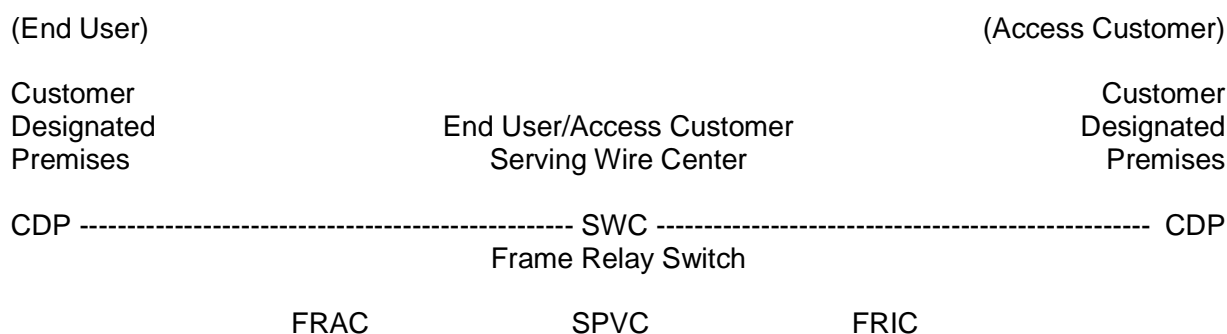 (End User) (Access Customer)
Customer Customer
Designated End User/Access Customer Designated
Premises Serving Wire Center Premises
CDP ---------------------------------------------------- SWC ---------------------------------------------------- CDP
Frame Relay Switch
FRAC SPVC FRIC